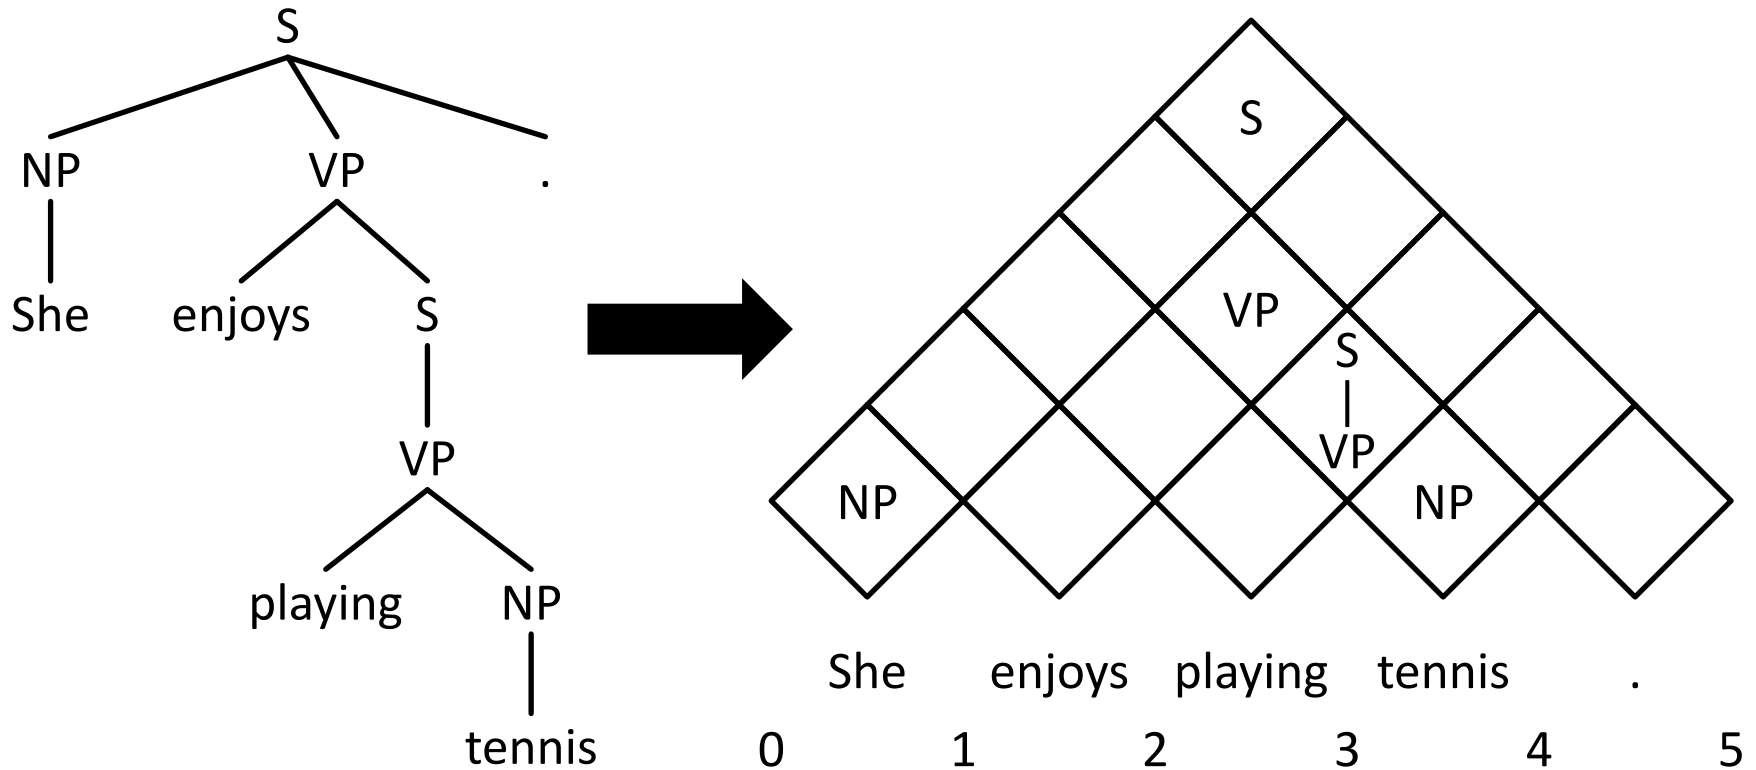 S
NP VP .
She enjoys S
VP
playing NP
tennis
S
VP
S
VP
NP NP
She enjoys playing tennis .
0 1 2 3 4 5